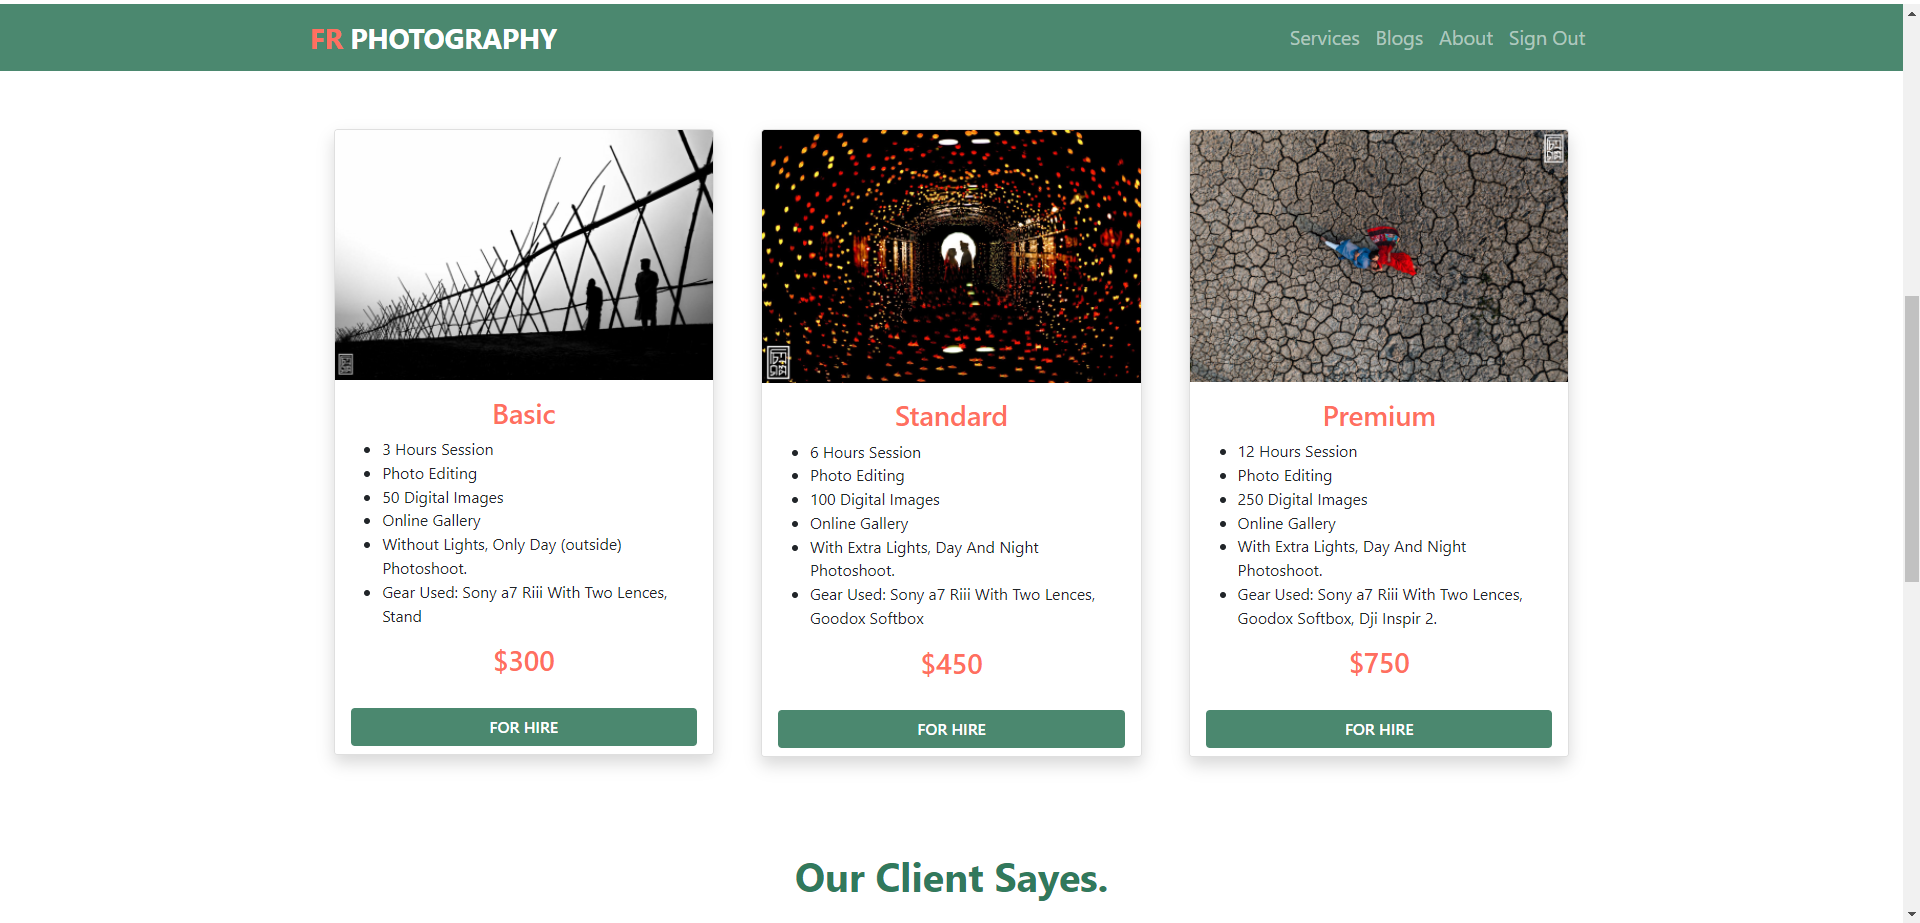 FR PHOTOGRAPHY
Services Blogs About Sign Out
Basic
3 Hours Session
Photo Editing
50 Digital Images
Online Gallery
Without Lights, Only Day (outside)
Photoshoot.
Gear Used: Sony a7 Riii With Two Lences,
Stand
$300
FOR HIRE
Standard
6 Hours Session
Photo Editing
100 Digital Images
Online Gallery
With Extra Lights, Day And Night
Photoshoot.
Gear Used: Sony a7 Riii With Two Lences,
Goodox Softbox
$450
FOR HIRE
Premium
12 Hours Session
Photo Editing
250 Digital Images
Online Gallery
With Extra Lights, Day And Night
Photoshoot.
Gear Used: Sony a7 Riii With Two Lences,
Goodox Softbox, Dji Inspir 2.
$750
FOR HIRE
Our Client Sayes.